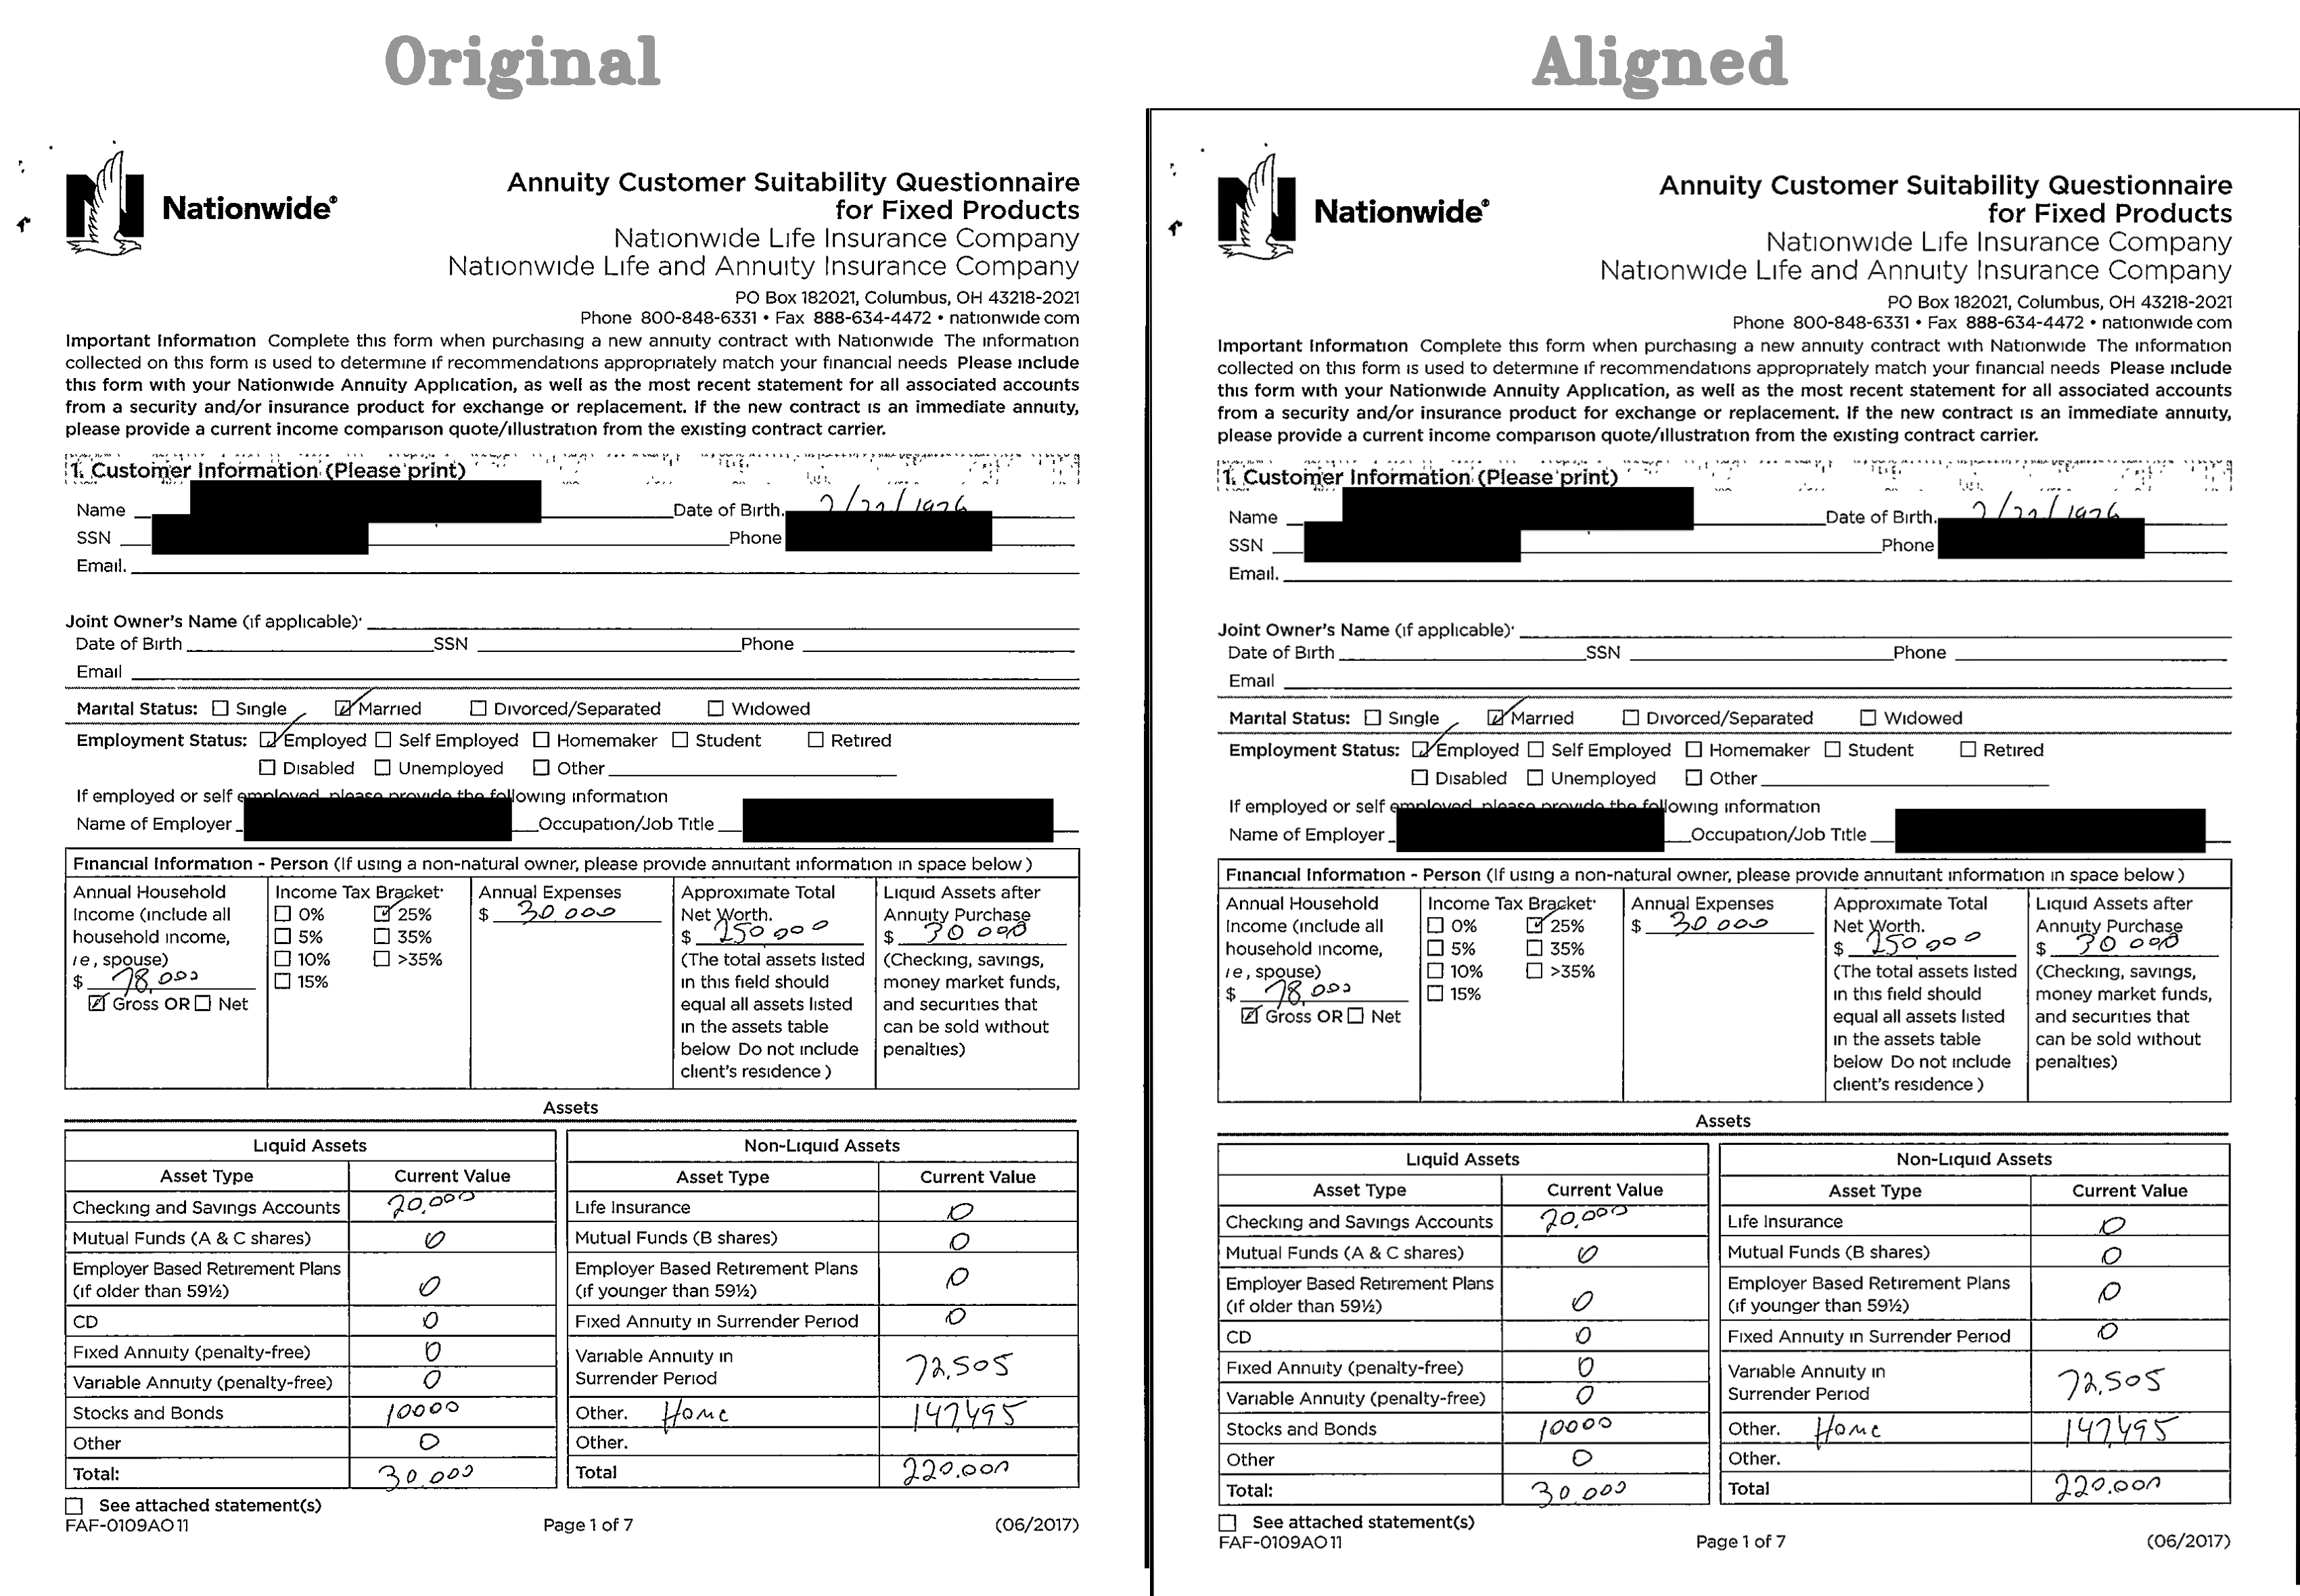 Original
Nationwide®
Annuity Customer Suitability Questionnaire
for Fixed Products
Nationwide Life Insurance Company
Nationwide Life and Annuity Insurance Company
PO Box 182021, Columbus, OH 43218-2021
Phone 800-848-6331 • Fax 888-634-4472 • nationwide com
Important Information Complete this form when purchasing a new annuity contract with Nationwide The information
collected on this form is used to determine if recommendations appropriately match your financial needs Please include
this form with your Nationwide Annuity Application, as well as the most recent statement for all associated accounts
from a security and/or insurance product for exchange or replacement. If the new contract is an immediate annuity,
please provide a current income comparison quote/illustration from the existing contract carrier.
1. Customer Information (Please print)
Name Date of Birth.
SSN Phone
Email.
Joint Owner's Name (if applicable)
Date of Birth SSN Phone
Email
Marital Status: Single Married Divorced/Separated Widowed
Employment Status: Employed Self Employed Homemaker Student Retired
Disabled Unemployed Other
If employed or self employed, please provide the following information
Name of Employer Occupation/Job Title
Financial Information - Person (If using a non-natural owner, please provide annuitant information in space below )
Annual Household
Income (include all
household income,
ie, spouse)
$ 78,000
Gross OR Net
Income Tax Bracket
0% 25%
5% 35%
10% >35%
15%
Annual Expenses
$ 30,000
Approximate Total
Net Worth.
$ 250 000
(The total assets listed
in this field should
equal all assets listed
in the assets table
below Do not include
client's residence )
Liquid Assets after
Annuity Purchase
$ 30 000
(Checking, savings,
money market funds,
and securities that
can be sold without
penalties)
Assets
Liquid Assets
Asset Type Current Value
Checking and Savings Accounts 20,000
Mutual Funds (A & C shares) 0
Employer Based Retirement Plans
(if older than 59½) 0
CD 0
Fixed Annuity (penalty-free) 0
Variable Annuity (penalty-free) 0
Stocks and Bonds 10000
Other 0
Total: 30,000
Non-Liquid Assets
Asset Type Current Value
Life Insurance 0
Mutual Funds (B shares) 0
Employer Based Retirement Plans
(if younger than 59½) 0
Fixed Annuity in Surrender Period 0
Variable Annuity in
Surrender Period 72,505
Other. Home 147,495
Other.
Total 220,000
See attached statement(s)
FAF-0109AO 11 Page 1 of 7 (06/2017)
Aligned
Nationwide®
Annuity Customer Suitability Questionnaire
for Fixed Products
Nationwide Life Insurance Company
Nationwide Life and Annuity Insurance Company
PO Box 182021, Columbus, OH 43218-2021
Phone 800-848-6331 • Fax 888-634-4472 • nationwide com
Important Information Complete this form when purchasing a new annuity contract with Nationwide The information
collected on this form is used to determine if recommendations appropriately match your financial needs Please include
this form with your Nationwide Annuity Application, as well as the most recent statement for all associated accounts
from a security and/or insurance product for exchange or replacement. If the new contract is an immediate annuity,
please provide a current income comparison quote/illustration from the existing contract carrier.
1. Customer Information (Please print)
Name Date of Birth.
SSN Phone
Email.
Joint Owner's Name (if applicable)
Date of Birth SSN Phone
Email
Marital Status: Single Married Divorced/Separated Widowed
Employment Status: Employed Self Employed Homemaker Student Retired
Disabled Unemployed Other
If employed or self employed, please provide the following information
Name of Employer Occupation/Job Title
Financial Information - Person (If using a non-natural owner, please provide annuitant information in space below )
Annual Household
Income (include all
household income,
ie, spouse)
$ 78,000
Gross OR Net
Income Tax Bracket
0% 25%
5% 35%
10% >35%
15%
Annual Expenses
$ 30,000
Approximate Total
Net Worth.
$ 250 000
(The total assets listed
in this field should
equal all assets listed
in the assets table
below Do not include
client's residence )
Liquid Assets after
Annuity Purchase
$ 30 000
(Checking, savings,
money market funds,
and securities that
can be sold without
penalties)
Assets
Liquid Assets
Asset Type Current Value
Checking and Savings Accounts 20,000
Mutual Funds (A & C shares) 0
Employer Based Retirement Plans
(if older than 59½) 0
CD 0
Fixed Annuity (penalty-free) 0
Variable Annuity (penalty-free) 0
Stocks and Bonds 10000
Other 0
Total: 30,000
Non-Liquid Assets
Asset Type Current Value
Life Insurance 0
Mutual Funds (B shares) 0
Employer Based Retirement Plans
(if younger than 59½) 0
Fixed Annuity in Surrender Period 0
Variable Annuity in
Surrender Period 72,505
Other. Home 147,495
Other.
Total 220,000
See attached statement(s)
FAF-0109AO 11 Page 1 of 7 (06/2017)